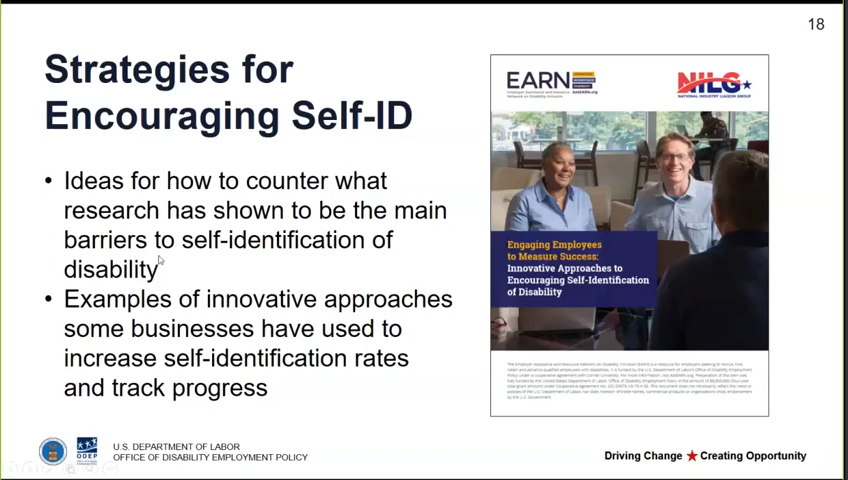 18
Strategies for
Encouraging Self-ID
• Ideas for how to counter what
research has shown to be the main
barriers to self-identification of
disability
• Examples of innovative approaches
some businesses have used to
increase self-identification rates
and track progress
EARN
AskEARN.org
NILG
NATIONAL INDUSTRY LIAISON GROUP
Engaging Employees
to Measure Success:
Innovative Approaches to
Encouraging Self-Identification
of Disability
ODEP
U.S. DEPARTMENT OF LABOR
OFFICE OF DISABILITY EMPLOYMENT POLICY
Driving Change ★ Creating Opportunity